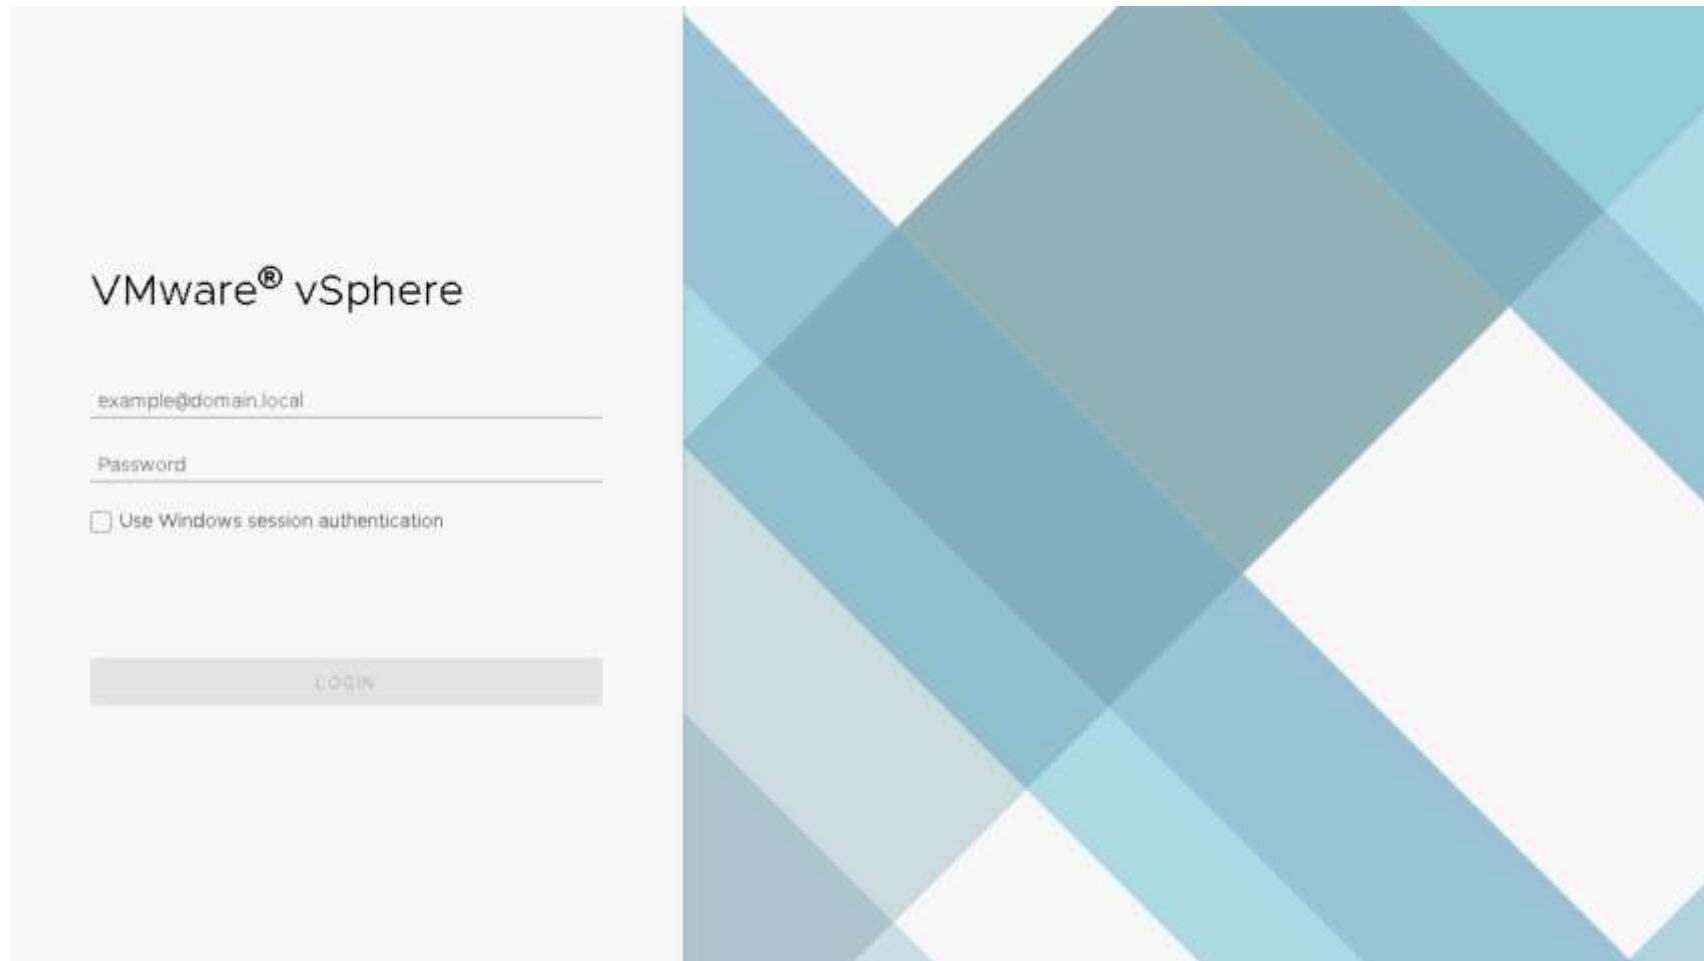 VMware® vSphere
example@domain.local
Password
Use Windows session authentication
LOGIN